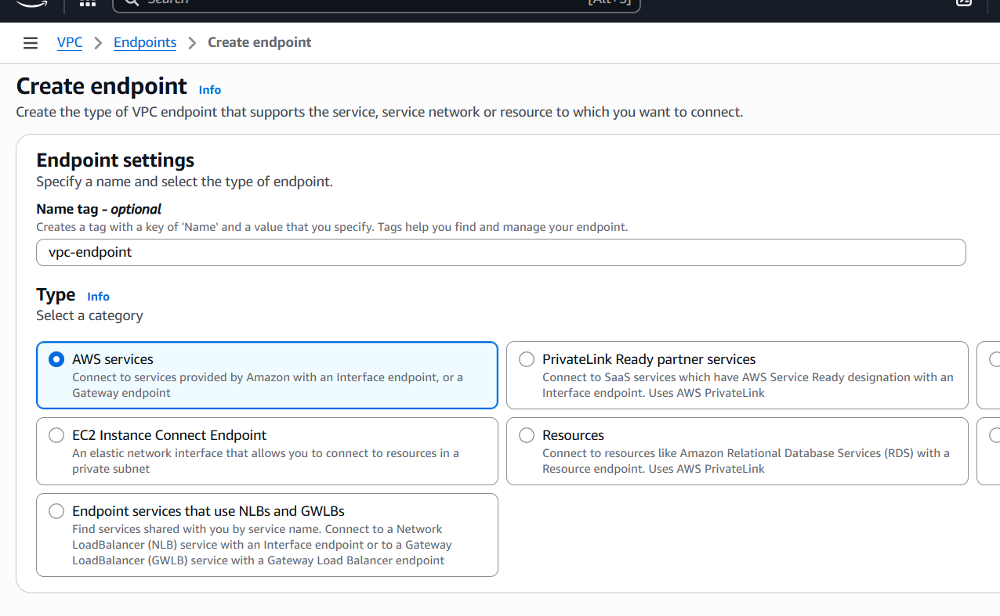 Search [Alt+S]
VPC > Endpoints > Create endpoint
Create endpoint Info
Create the type of VPC endpoint that supports the service, service network or resource to which you want to connect.
Endpoint settings
Specify a name and select the type of endpoint.
Name tag - optional
Creates a tag with a key of 'Name' and a value that you specify. Tags help you find and manage your endpoint.
vpc-endpoint
Type Info
Select a category
AWS services
Connect to services provided by Amazon with an Interface endpoint, or a
Gateway endpoint
PrivateLink Ready partner services
Connect to SaaS services which have AWS Service Ready designation with an
Interface endpoint. Uses AWS PrivateLink
EC2 Instance Connect Endpoint
An elastic network interface that allows you to connect to resources in a
private subnet
Resources
Connect to resources like Amazon Relational Database Services (RDS) with a
Resource endpoint. Uses AWS PrivateLink
Endpoint services that use NLBs and GWLBs
Find services shared with you by service name. Connect to a Network
LoadBalancer (NLB) service with an Interface endpoint or to a Gateway
LoadBalancer (GWLB) service with a Gateway Load Balancer endpoint